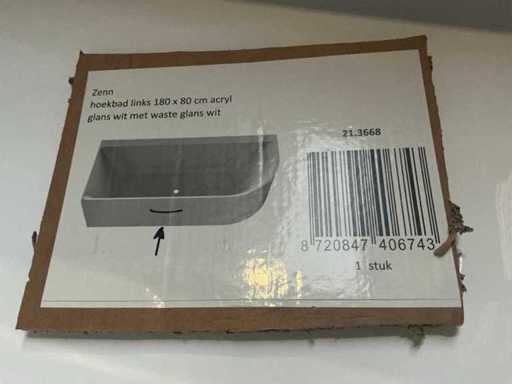 Zenn
hoekbad links 180 x 80 cm acryl
glans wit met waste glans wit
21.3668
8 720847 406743
1 stuk